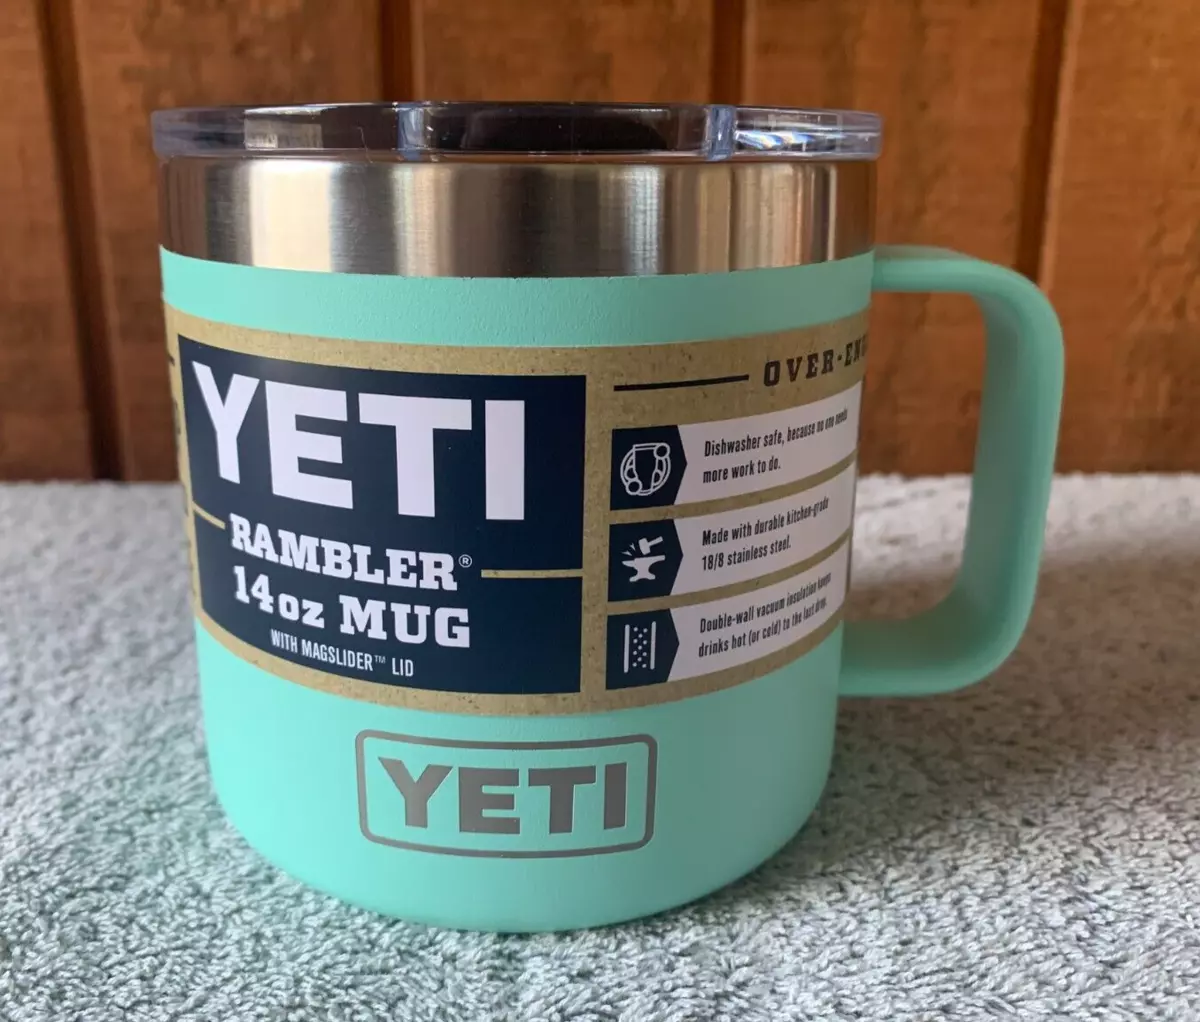 YETI
RAMBLER®
14oz MUG
WITH MAGSLIDER™ LID
OVER-ENG
Dishwasher safe, because no one needs
more work to do.
Made with durable kitchen-grade
18/8 stainless steel.
Double-wall vacuum insulation keeps
drinks hot (or cold) to the last drop.
YETI